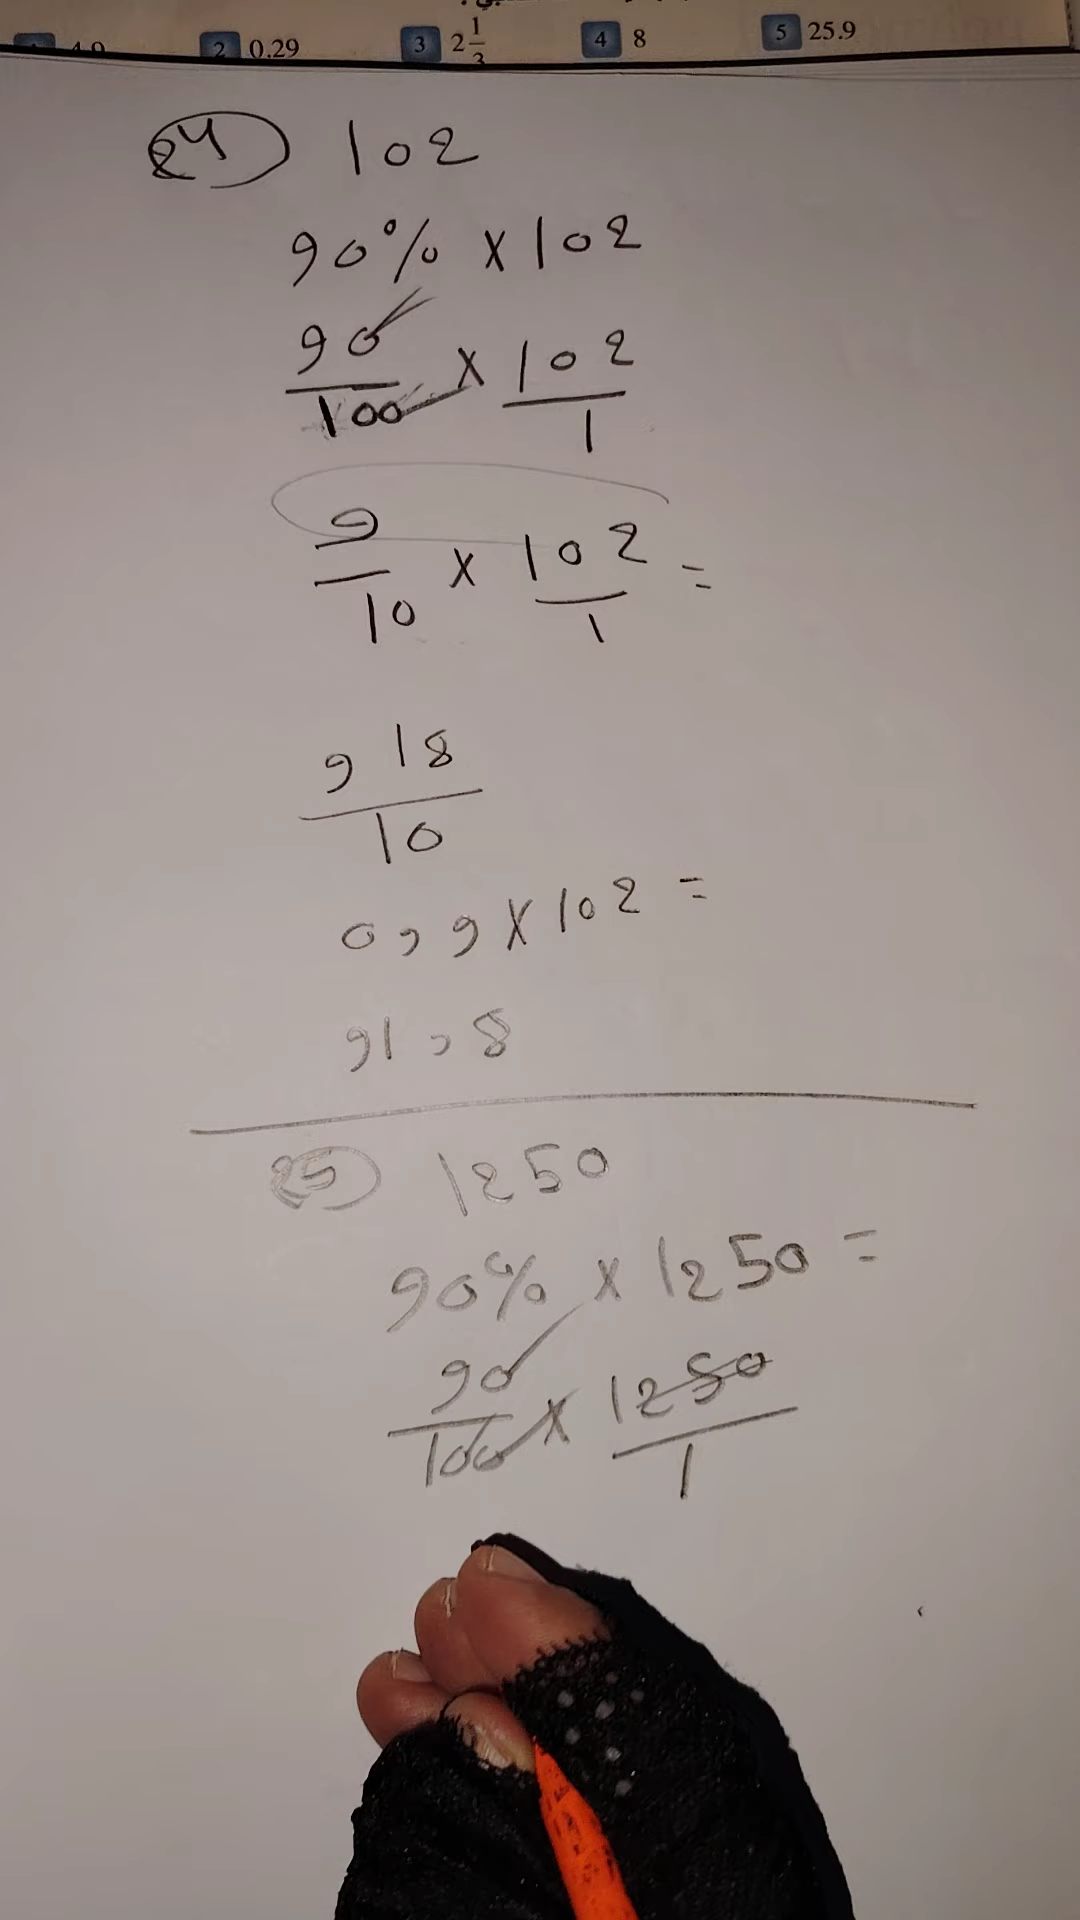 2 0.29 3 2 1/3 4 8 5 25.9
24 102
90% x 102
90/100 x 102/1
9/10 x 102/1 =
918/10
0,9 x 102 =
91,8
25 1250
90% x 1250 =
90/100 x 1250/1